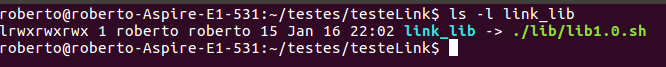 roberto@roberto-Aspire-E1-531:~/testes/testeLink$ ls -l link_lib
lrwxrwxrwx 1 roberto roberto 15 Jan 16 22:02 link_lib -> ./lib/lib1.0.sh
roberto@roberto-Aspire-E1-531:~/testes/testeLink$